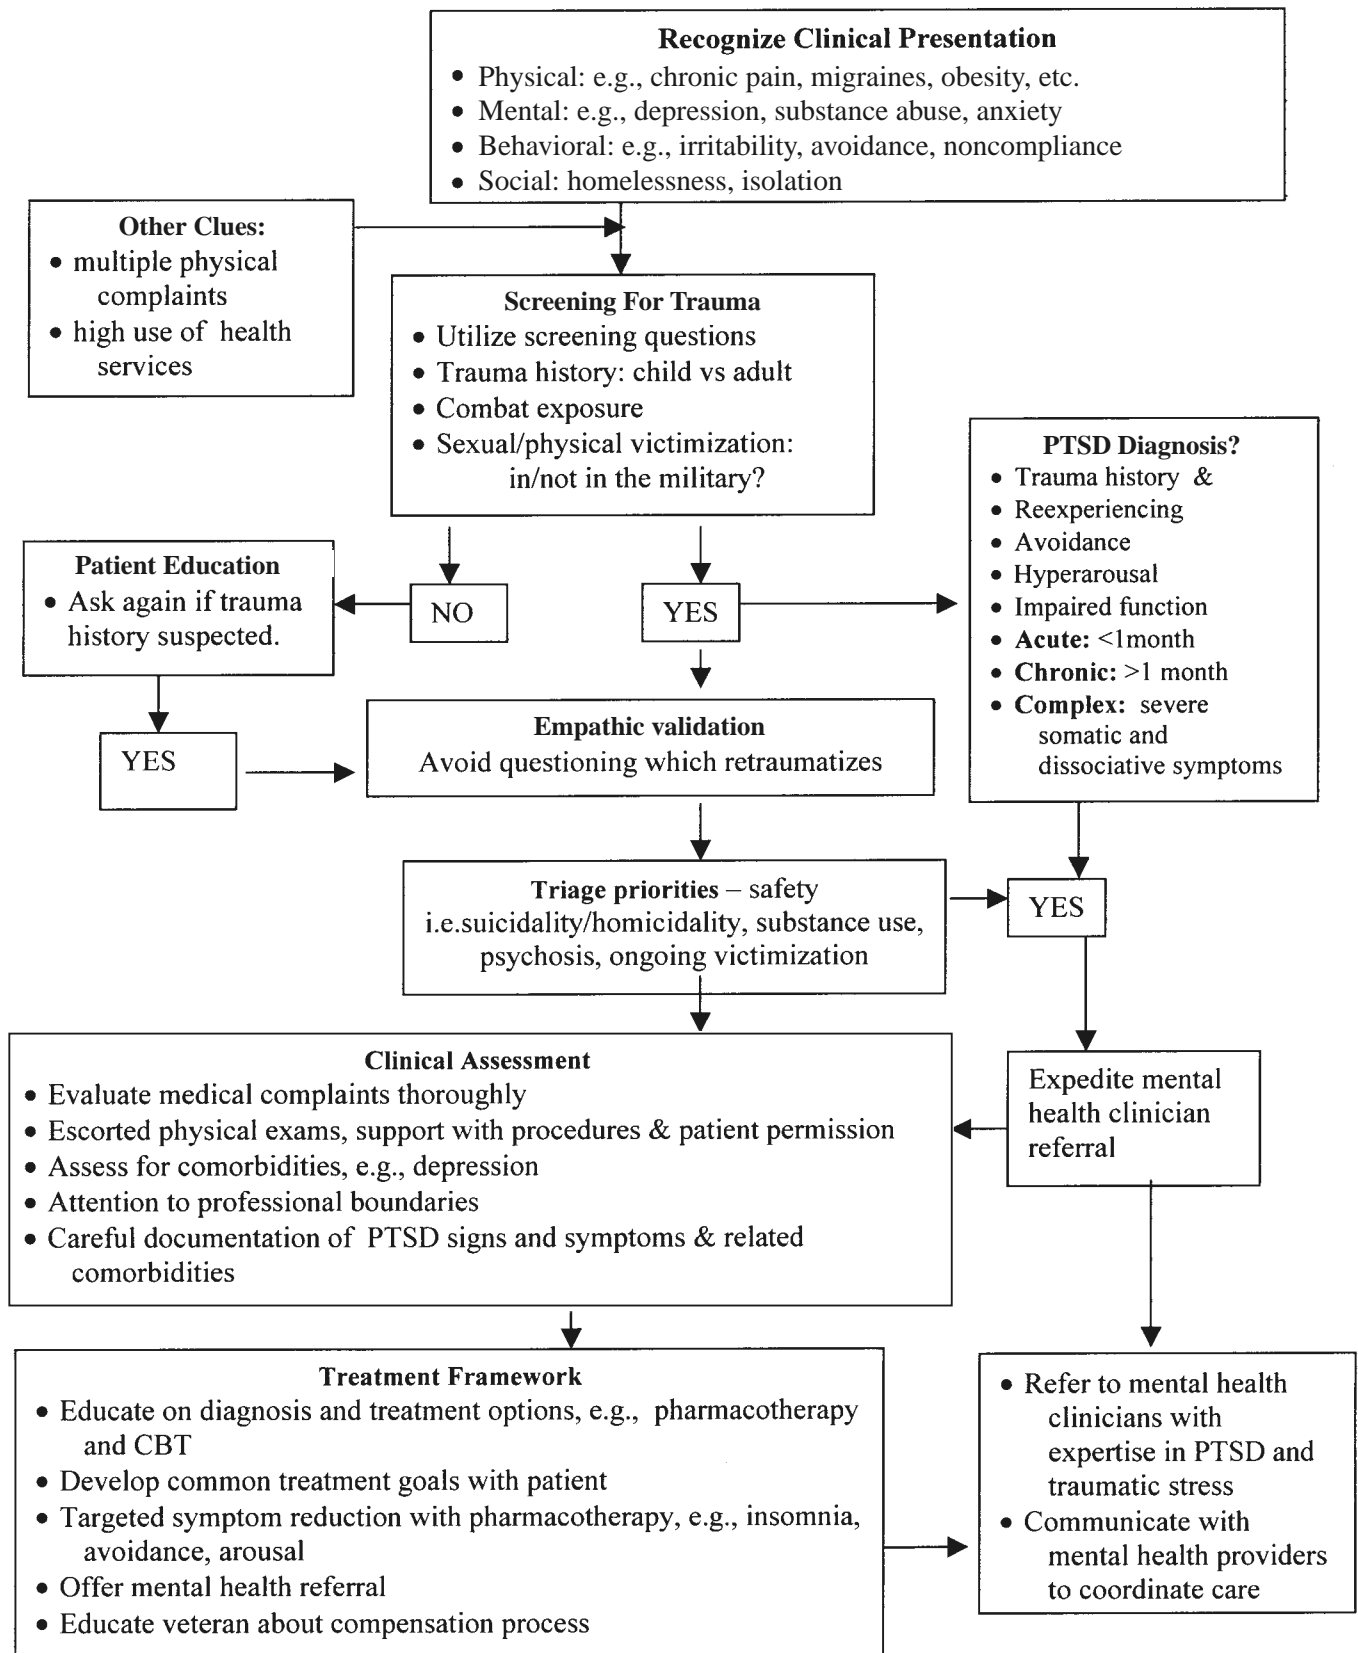 Recognize Clinical Presentation
• Physical: e.g., chronic pain, migraines, obesity, etc.
• Mental: e.g., depression, substance abuse, anxiety
• Behavioral: e.g., irritability, avoidance, noncompliance
• Social: homelessness, isolation
Other Clues:
• multiple physical
complaints
• high use of health
services
Screening For Trauma
• Utilize screening questions
• Trauma history: child vs adult
• Combat exposure
• Sexual/physical victimization:
in/not in the military?
PTSD Diagnosis?
• Trauma history &
• Reexperiencing
• Avoidance
• Hyperarousal
• Impaired function
• Acute: <1month
• Chronic: >1 month
• Complex: severe
somatic and
dissociative symptoms
Patient Education
• Ask again if trauma
history suspected.
NO
YES
YES
Empathic validation
Avoid questioning which retraumatizes
Triage priorities – safety
i.e.suicidality/homicidality, substance use,
psychosis, ongoing victimization
YES
Clinical Assessment
• Evaluate medical complaints thoroughly
• Escorted physical exams, support with procedures & patient permission
• Assess for comorbidities, e.g., depression
• Attention to professional boundaries
• Careful documentation of PTSD signs and symptoms & related
comorbidities
Expedite mental
health clinician
referral
Treatment Framework
• Educate on diagnosis and treatment options, e.g., pharmacotherapy
and CBT
• Develop common treatment goals with patient
• Targeted symptom reduction with pharmacotherapy, e.g., insomnia,
avoidance, arousal
• Offer mental health referral
• Educate veteran about compensation process
• Refer to mental health
clinicians with
expertise in PTSD and
traumatic stress
• Communicate with
mental health providers
to coordinate care